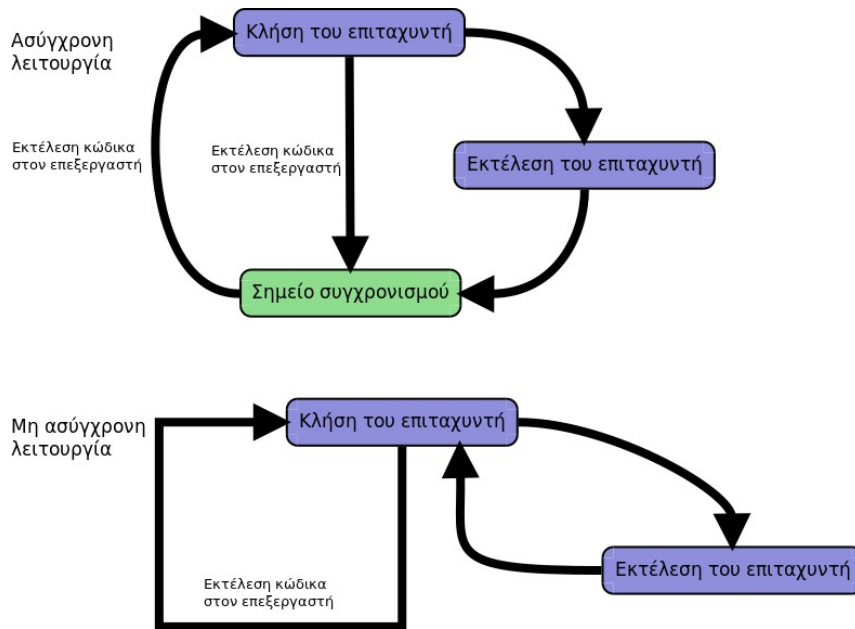 Ασύγχρονη
λειτουργία
Κλήση του επιταχυντή
Εκτέλεση κώδικα
στον επεξεργαστή
Εκτέλεση κώδικα
στον επεξεργαστή
Εκτέλεση του επιταχυντή
Σημείο συγχρονισμού
Μη ασύγχρονη
λειτουργία
Κλήση του επιταχυντή
Εκτέλεση του επιταχυντή
Εκτέλεση κώδικα
στον επεξεργαστή